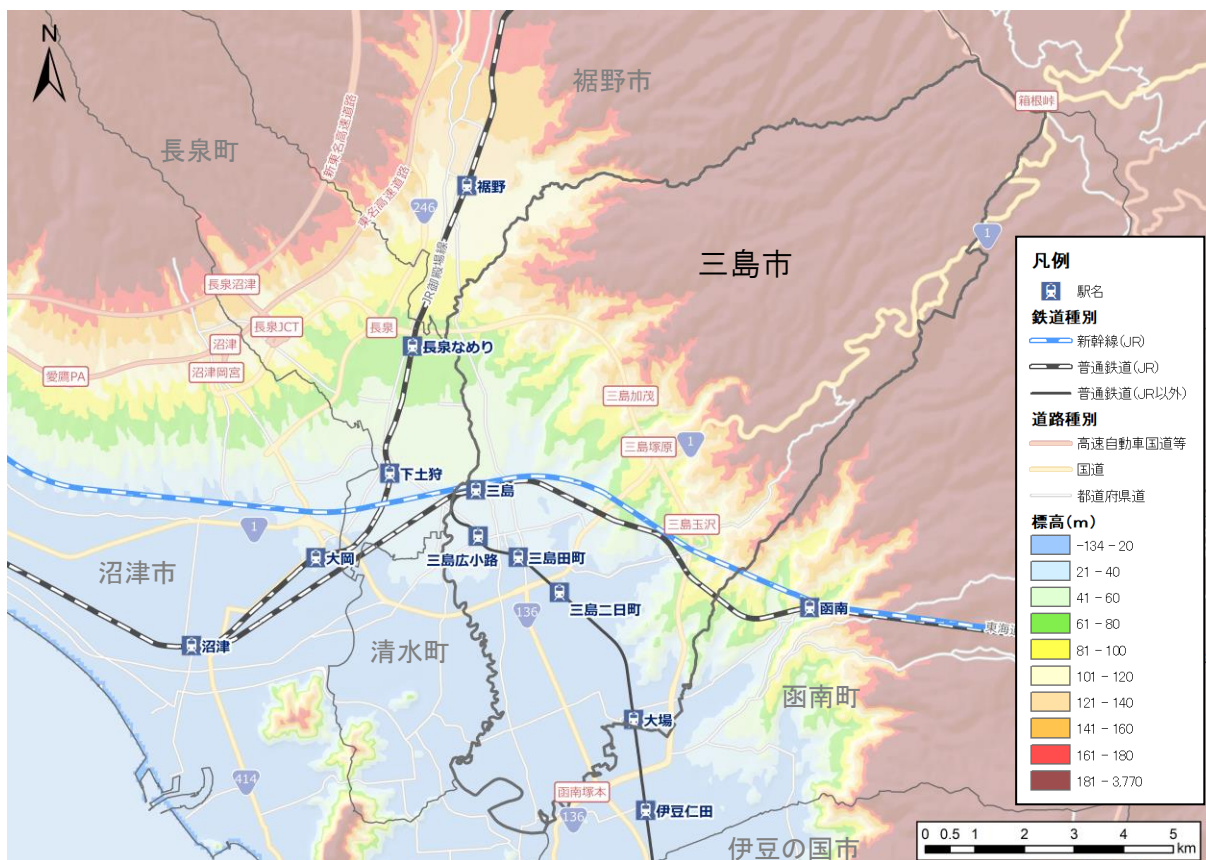 N
裾野市
箱根峠
長泉町
新東名高速道路
東名高速道路
裾野
246
JR御殿場線
1
三島市
長泉沼津
長泉JCT
長泉
沼津
長泉なめり
沼津岡宮
愛鷹PA
三島加茂
三島塚原
1
下土狩
三島
三島玉沢
1
沼津市
大岡
三島広小路
三島田町
三島二日町
136
函南
東海道
沼津
清水町
函南町
大場
414
函南塚本
136
伊豆仁田
伊豆の国市
凡例
駅名
鉄道種別
新幹線(JR)
普通鉄道(JR)
普通鉄道(JR以外)
道路種別
高速自動車国道等
国道
都道府県道
標高(m)
-134 - 20
21 - 40
41 - 60
61 - 80
81 - 100
101 - 120
121 - 140
141 - 160
161 - 180
181 - 3,770
0 0.5 1 2 3 4 5
km